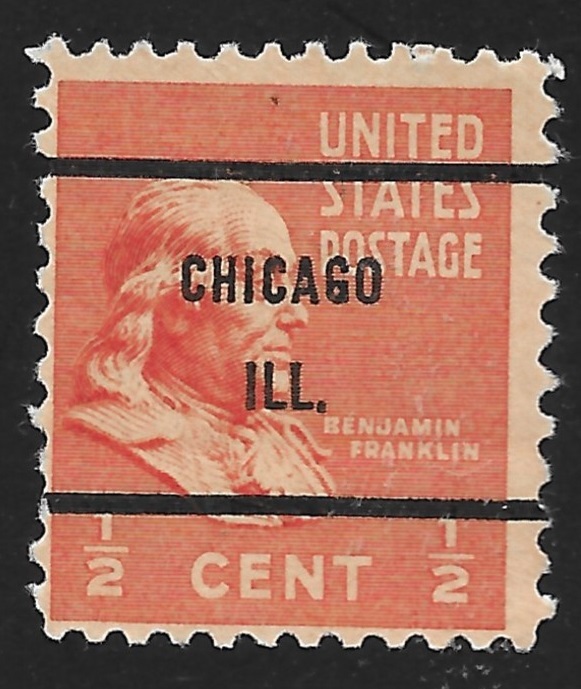 UNITED
STATES
POSTAGE
CHICAGO
ILL.
BENJAMIN
FRANKLIN
1/2 CENT 1/2